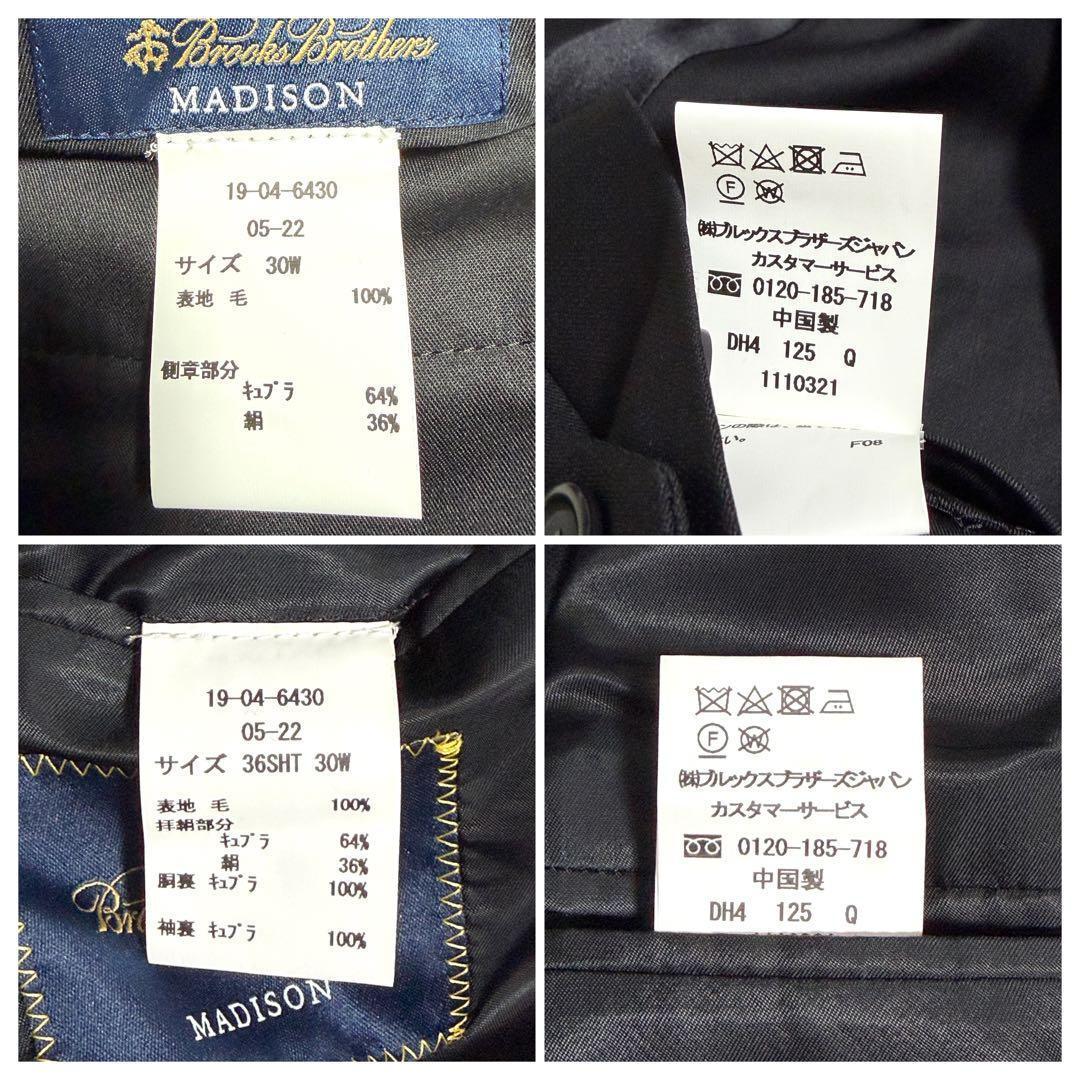 Brooks Brothers
MADISON
19-04-6430
05-22
サイズ 30W
表地 毛 100%
側章部分
キュプラ 64%
絹 36%
F
W
㈱ブルックスブラザーズジャパン
カスタマーサービス
0120-185-718
中国製
DH4 125 Q
1110321
F08
19-04-6430
05-22
サイズ 36SHT 30W
表地 毛 100%
拝絹部分
キュプラ 64%
絹 36%
胴裏 キュプラ 100%
袖裏 キュプラ 100%
MADISON
F
W
㈱ブルックスブラザーズジャパン
カスタマーサービス
0120-185-718
中国製
DH4 125 Q